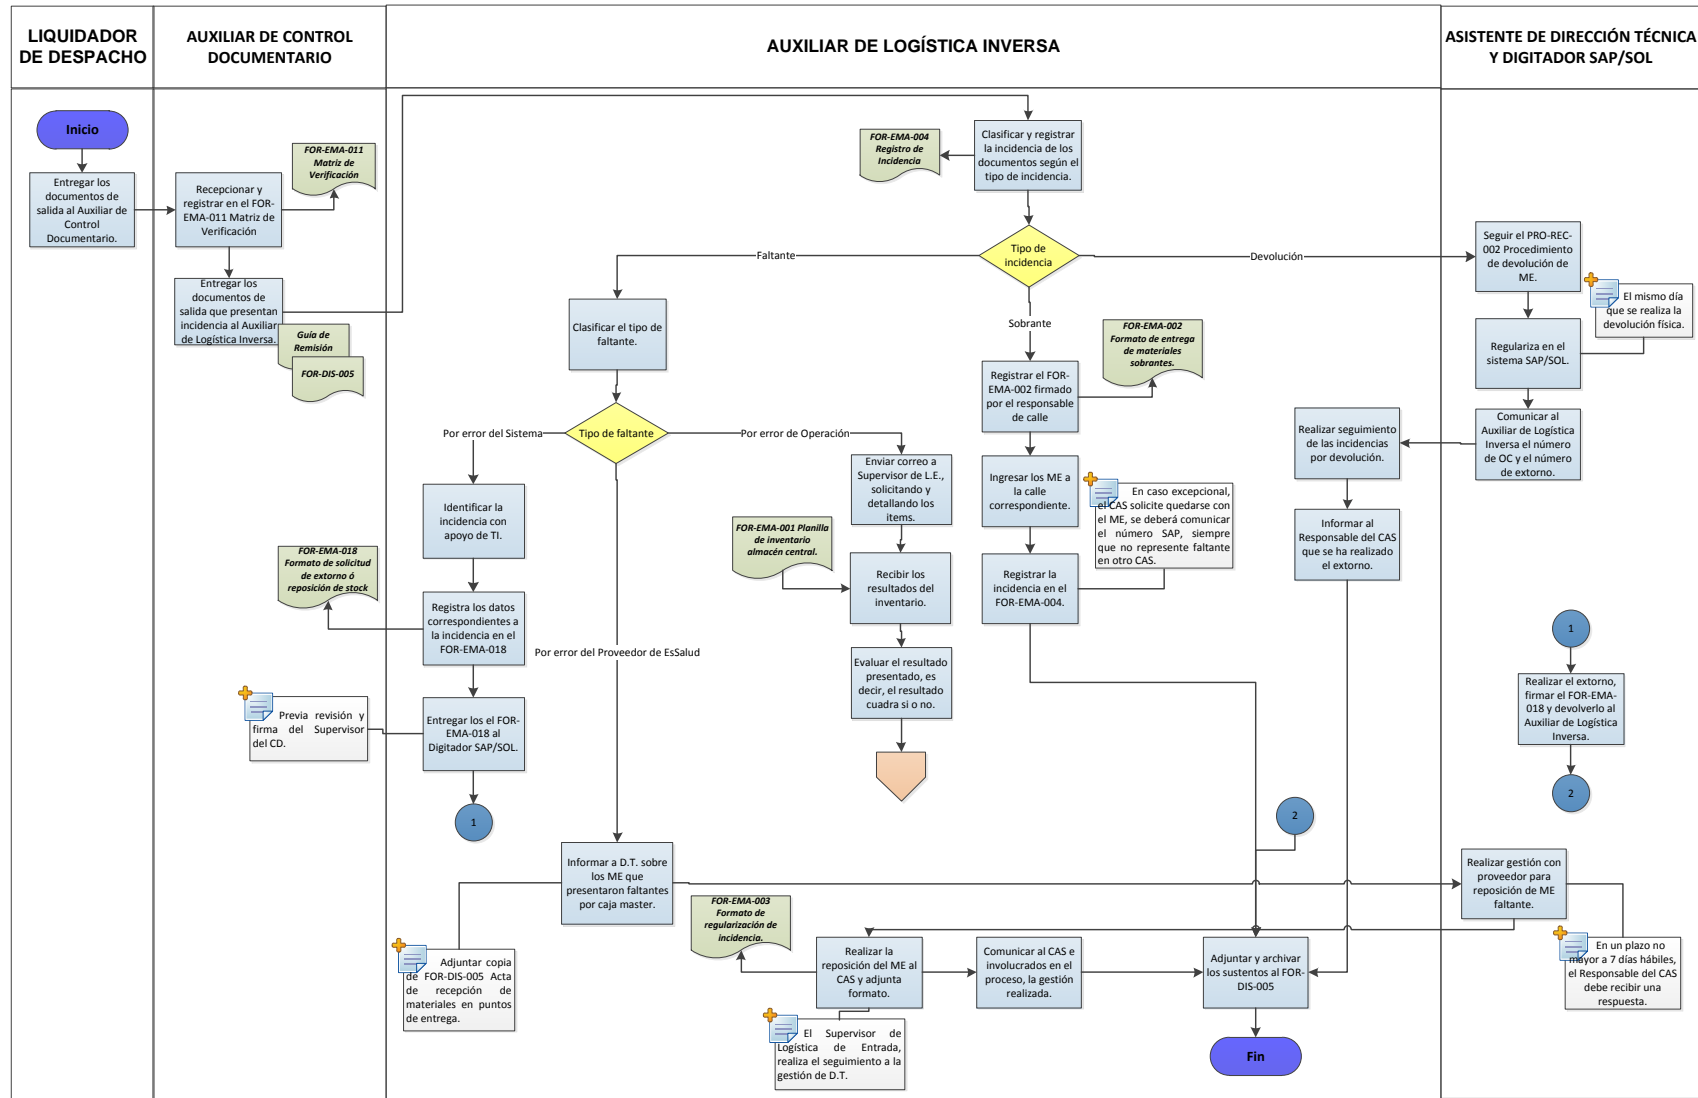 LIQUIDADOR
DE DESPACHO
AUXILIAR DE CONTROL
DOCUMENTARIO
AUXILIAR DE LOGÍSTICA INVERSA
ASISTENTE DE DIRECCIÓN TÉCNICA
Y DIGITADOR SAP/SOL
Inicio
Entregar los
documentos de
salida al Auxiliar de
Control
Documentario.
Recepcionar y
registrar en el FOR-
EMA-011 Matriz de
Verificación
FOR-EMA-011
Matriz de
Verificación
Entregar los
documentos de
salida que presentan
incidencia al Auxiliar
de Logística Inversa.
Guía de
Remisión
FOR-DIS-005
FOR-EMA-004
Registro de
Incidencia
Clasificar y registrar
la incidencia de los
documentos según el
tipo de incidencia.
Tipo de
incidencia
Faltante
Devolución
Sobrante
Clasificar el tipo de
faltante.
Tipo de faltante
Por error del Sistema
Por error de Operación
Por error del Proveedor de EsSalud
Identificar la
incidencia con
apoyo de TI.
FOR-EMA-018
Formato de solicitud
de extorno ó
reposición de stock
Registra los datos
correspondientes a
la incidencia en el
FOR-EMA-018
Previa revisión y
firma del Supervisor
del CD.
Entregar los el FOR-
EMA-018 al
Digitador SAP/SOL.
1
Enviar correo a
Supervisor de L.E.,
solicitando y
detallando los
items.
FOR-EMA-001 Planilla
de inventario
almacén central.
Recibir los
resultados del
inventario.
Evaluar el resultado
presentado, es
decir, el resultado
cuadra si o no.
Registrar el FOR-
EMA-002 firmado
por el responsable
de calle
FOR-EMA-002
Formato de entrega
de materiales
sobrantes.
Ingresar los ME a
la calle
correspondiente.
En caso excepcional,
el CAS solicite quedarse con
el ME, se deberá comunicar
el número SAP, siempre
que no represente faltante
en otro CAS.
Registrar la
incidencia en el
FOR-EMA-004.
Seguir el PRO-REC-
002 Procedimiento
de devolución de
ME.
El mismo día
que se realiza la
devolución física.
Regulariza en el
sistema SAP/SOL.
Comunicar al
Auxiliar de Logística
Inversa el número
de OC y el número
de extorno.
Realizar seguimiento
de las incidencias
por devolución.
Informar al
Responsable del CAS
que se ha realizado
el extorno.
1
Realizar el extorno,
firmar el FOR-EMA-
018 y devolverlo al
Auxiliar de Logística
Inversa.
2
2
Informar a D.T. sobre
los ME que
presentaron faltantes
por caja master.
Adjuntar copia
de FOR-DIS-005 Acta
de recepción de
materiales en puntos
de entrega.
Realizar gestión con
proveedor para
reposición de ME
faltante.
En un plazo no
mayor a 7 días hábiles,
el Responsable del CAS
debe recibir una
respuesta.
FOR-EMA-003
Formato de
regularización de
incidencia.
Realizar la
reposición del ME al
CAS y adjunta
formato.
El Supervisor de
Logística de Entrada,
realiza el seguimiento a la
gestión de D.T.
Comunicar al CAS e
involucrados en el
proceso, la gestión
realizada.
Adjuntar y archivar
los sustentos al FOR-
DIS-005
Fin